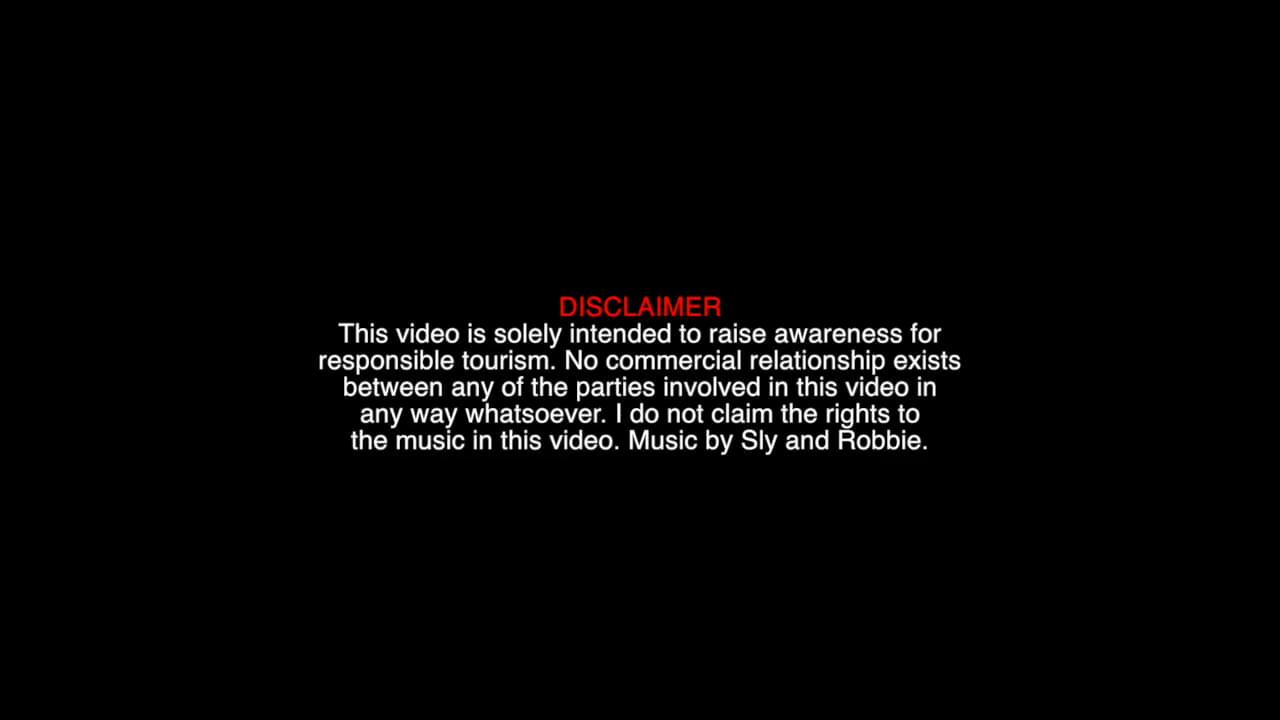 DISCLAIMER
This video is solely intended to raise awareness for
responsible tourism. No commercial relationship exists
between any of the parties involved in this video in
any way whatsoever. I do not claim the rights to
the music in this video. Music by Sly and Robbie.